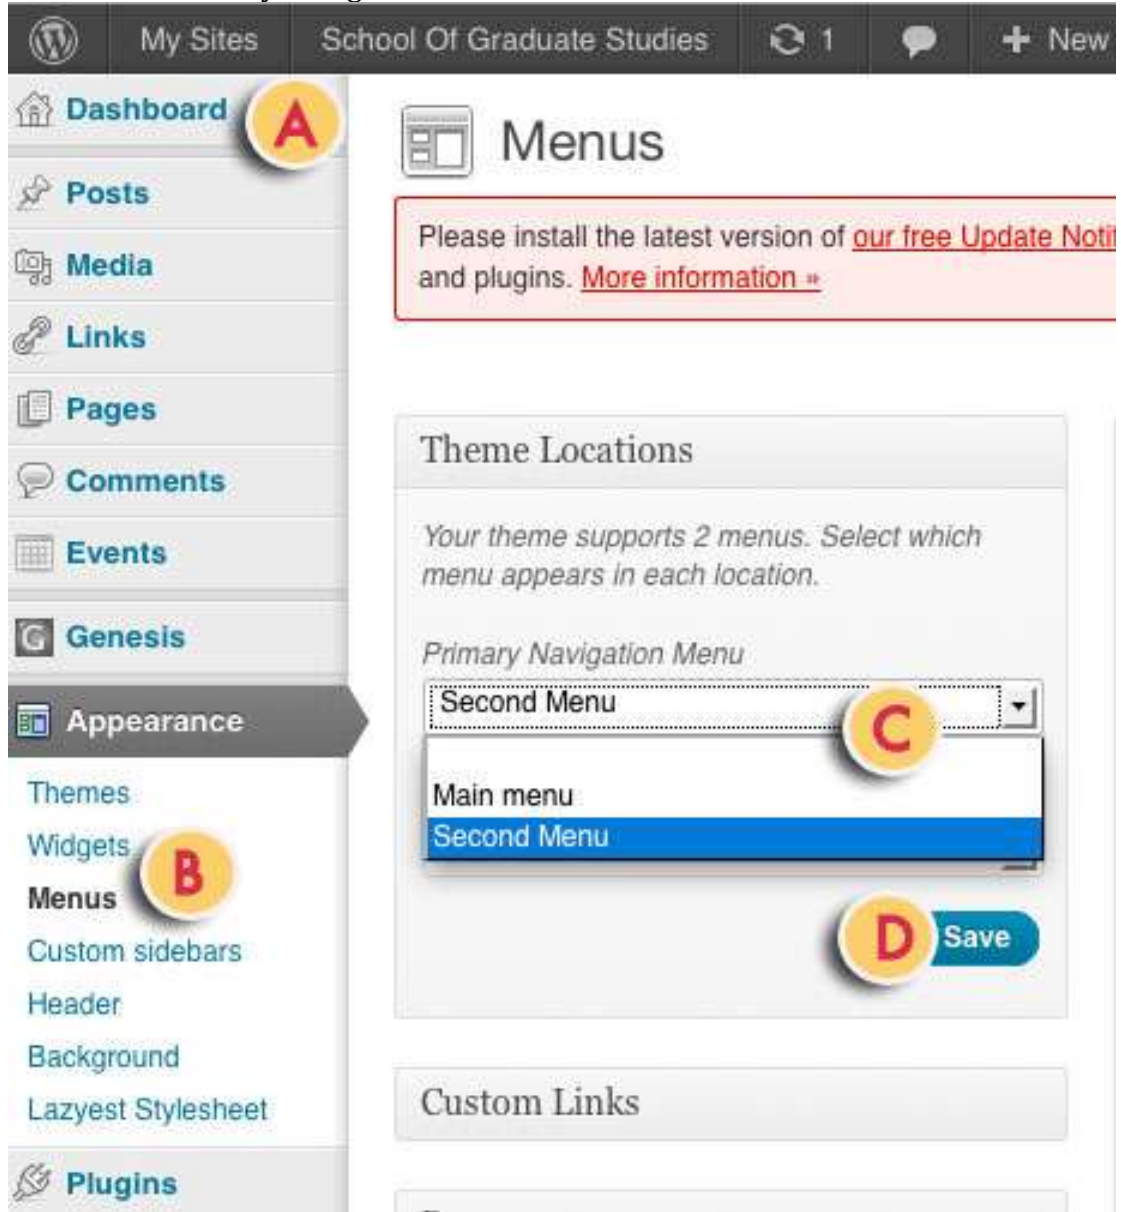 My Sites School Of Graduate Studies 1 + New
Dashboard
A
Menus
Posts
Please install the latest version of our free Update Notif
Media
and plugins. More information »
Links
Pages
Theme Locations
Comments
Your theme supports 2 menus. Select which
Events
menu appears in each location.
G Genesis
Primary Navigation Menu
Second Menu
C
Appearance
Main menu
Themes
Second Menu
Widgets
B
Menus
D
Save
Custom sidebars
Header
Background
Custom Links
Lazyest Stylesheet
Plugins